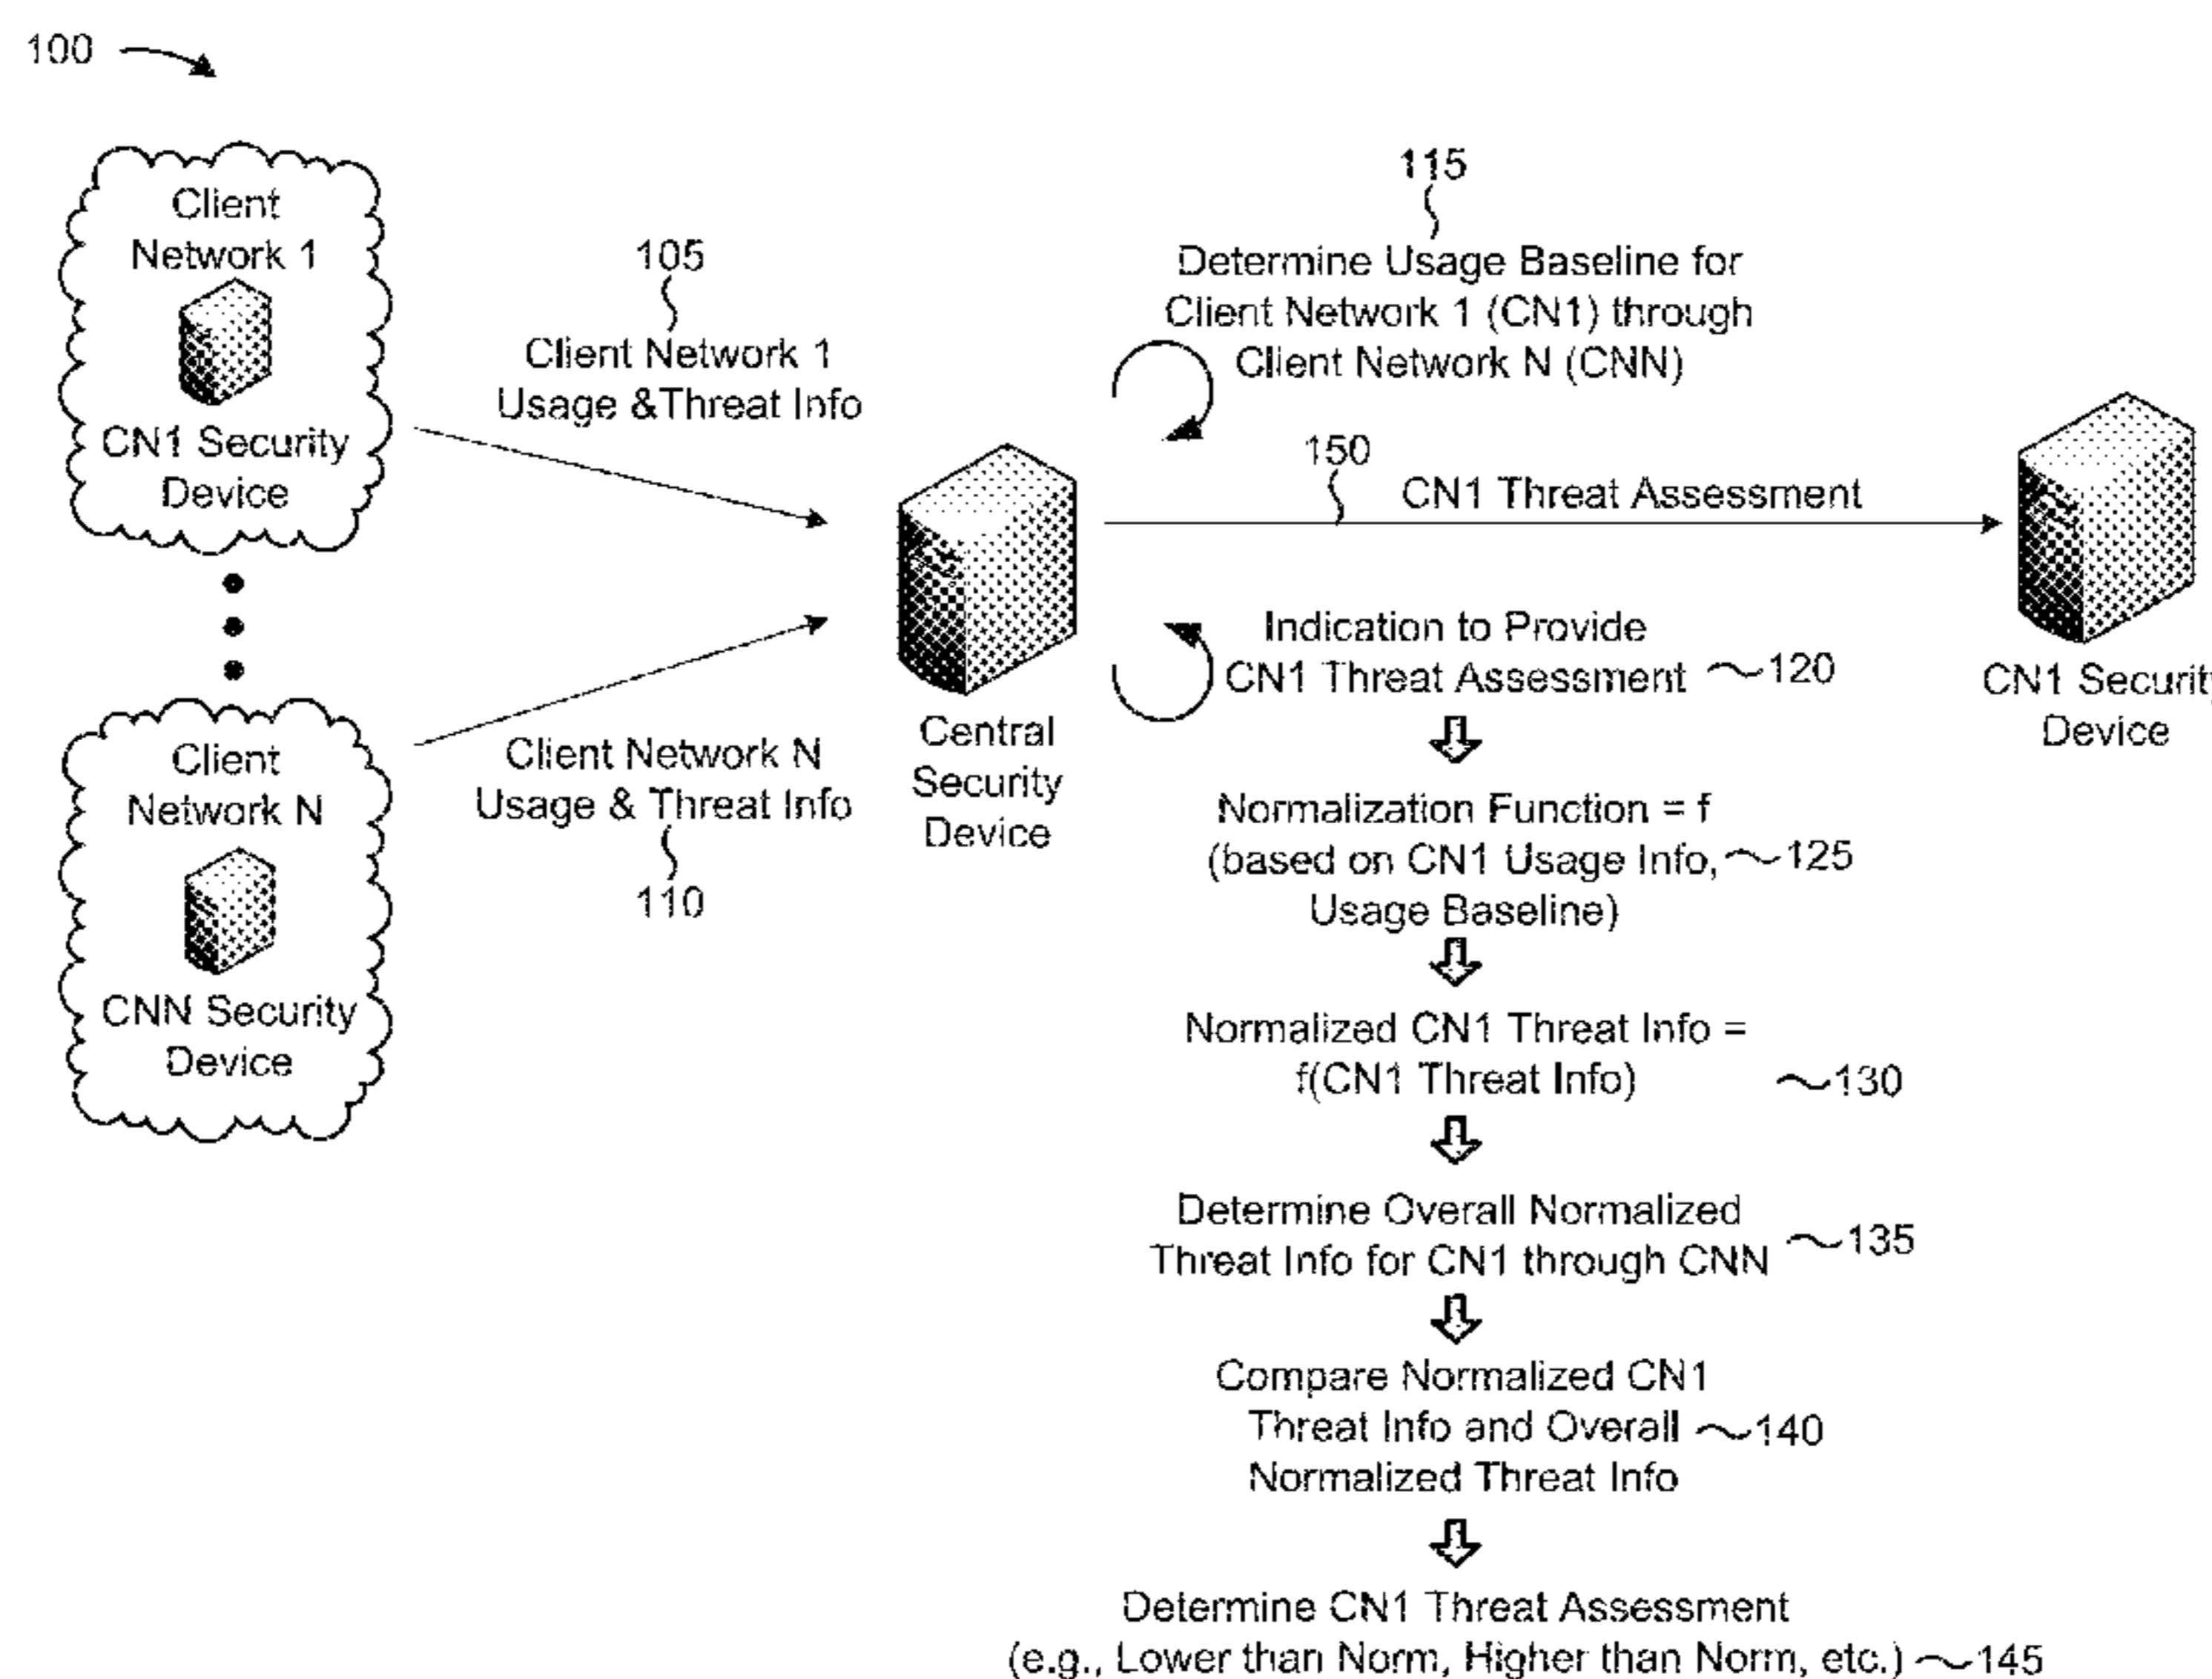 100
Client
Network 1
CN1 Security
Device
Client
Network N
CNN Security
Device
105
Client Network 1
Usage &Threat Info
Client Network N
Usage & Threat Info
110
Central
Security
Device
115
Determine Usage Baseline for
Client Network 1 (CN1) through
Client Network N (CNN)
150
CN1 Threat Assessment
CN1 Security
Device
Indication to Provide
CN1 Threat Assessment 120
Normalization Function = f
(based on CN1 Usage Info, 125
Usage Baseline)
Normalized CN1 Threat Info =
f(CN1 Threat Info) 130
Determine Overall Normalized
Threat Info for CN1 through CNN 135
Compare Normalized CN1
Threat Info and Overall 140
Normalized Threat Info
Determine CN1 Threat Assessment
(e.g., Lower than Norm, Higher than Norm, etc.) 145